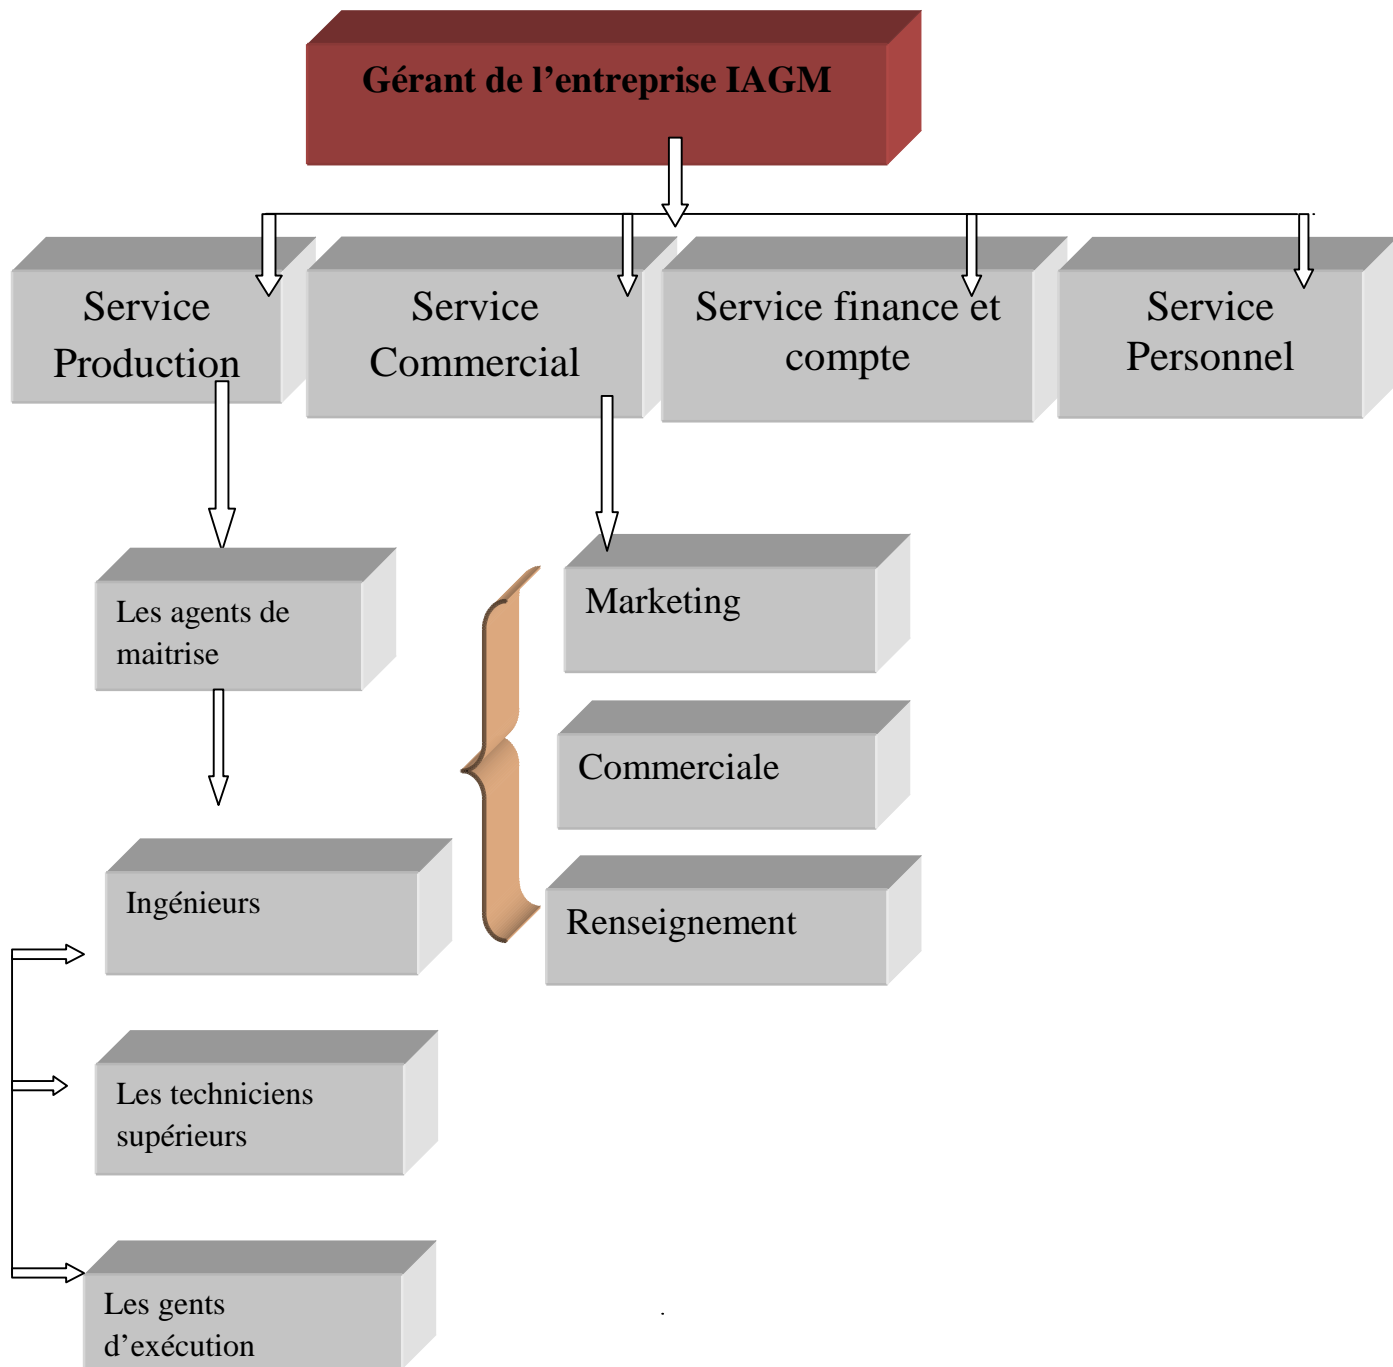 Gérant de l’entreprise IAGM
Service
Production
Service
Commercial
Service finance et
compte
Service
Personnel
Les agents de
maitrise
Marketing
Commerciale
Ingénieurs
Renseignement
Les techniciens
supérieurs
Les gents
d’exécution